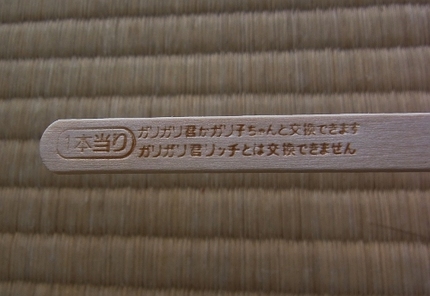 1本当り
ガリガリ君かガリ子ちゃんと交換できます
ガリガリ君リッチとは交換できません